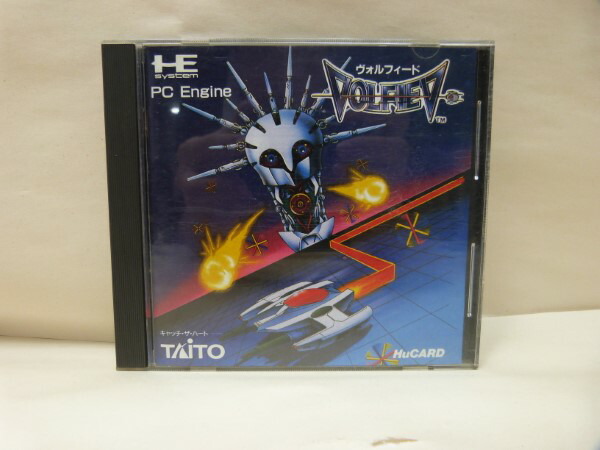 HE
system
PC Engine
ヴォルフィード
VOLFIED
TM
キャッチ・ザ・ハート
TAITO
HuCARD